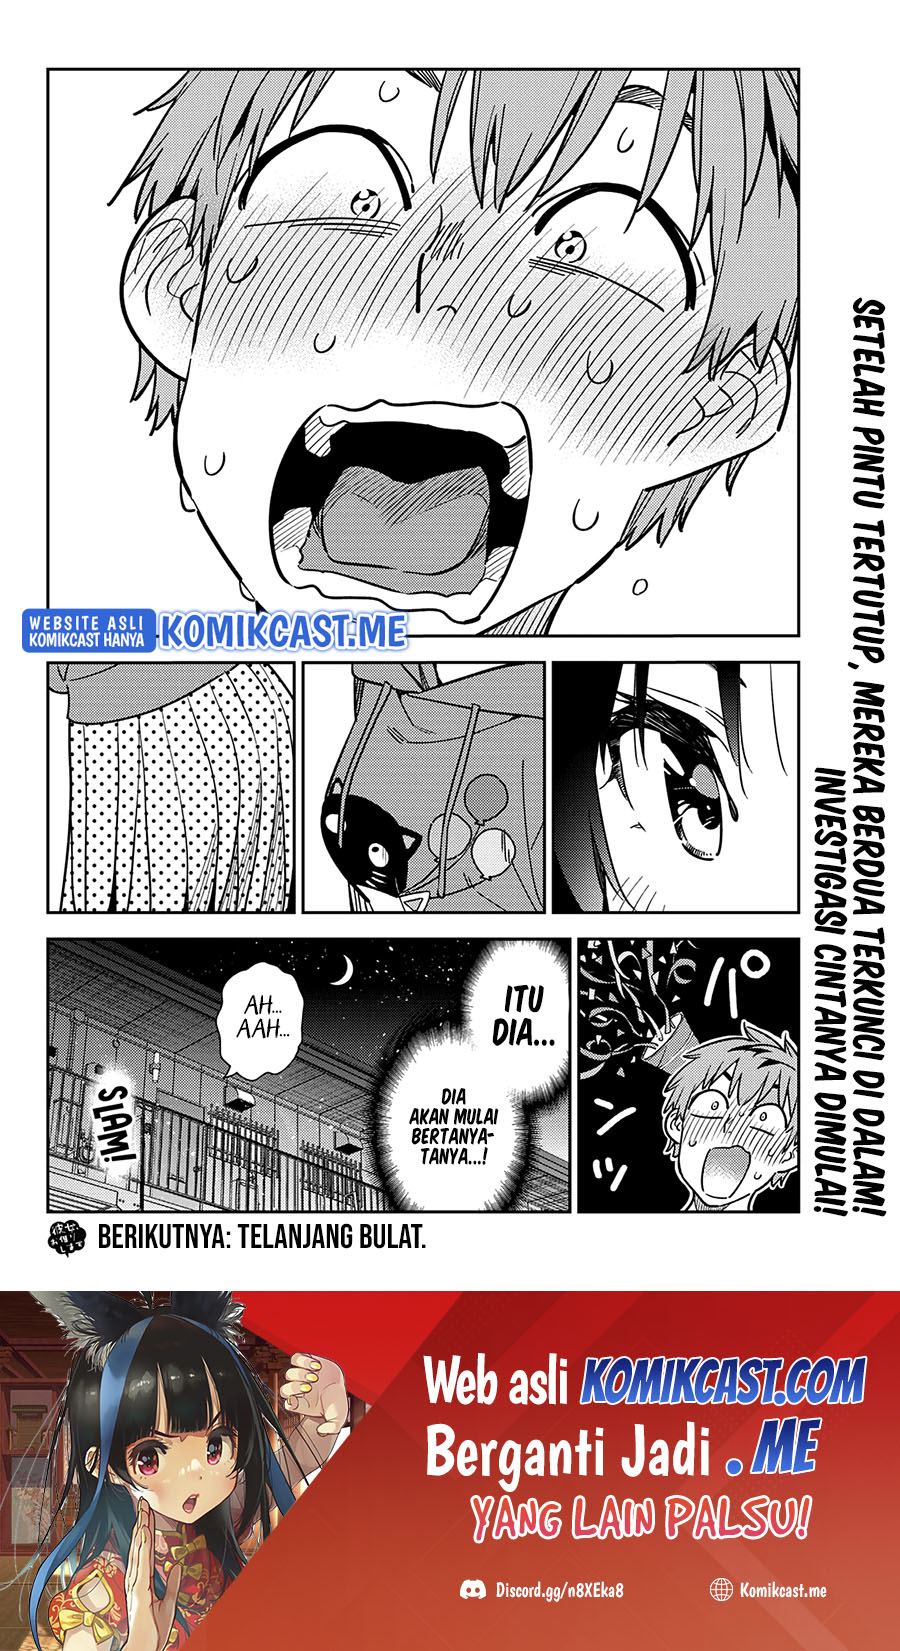 WEBSITE ASLI
KOMIKCAST HANYA
KOMIKCAST.ME
SETELAH PINTU TERTUTUP, MEREKA BERDUA TERKUNCI DI DALAM!
INVESTIGASI CINTANYA DIMULAI!
パンッ
ITU
DIA...
DIA
AKAN MULAI
BERTANYA-
TANYA...!
AH...
AAH...
SLAM!
BERIKUTNYA: TELANJANG BULAT.
Web asli KOMIKCAST.COM
Berganti Jadi .ME
YANG LAIN PALSU!
Discord.gg/n8XEka8
Komikcast.me